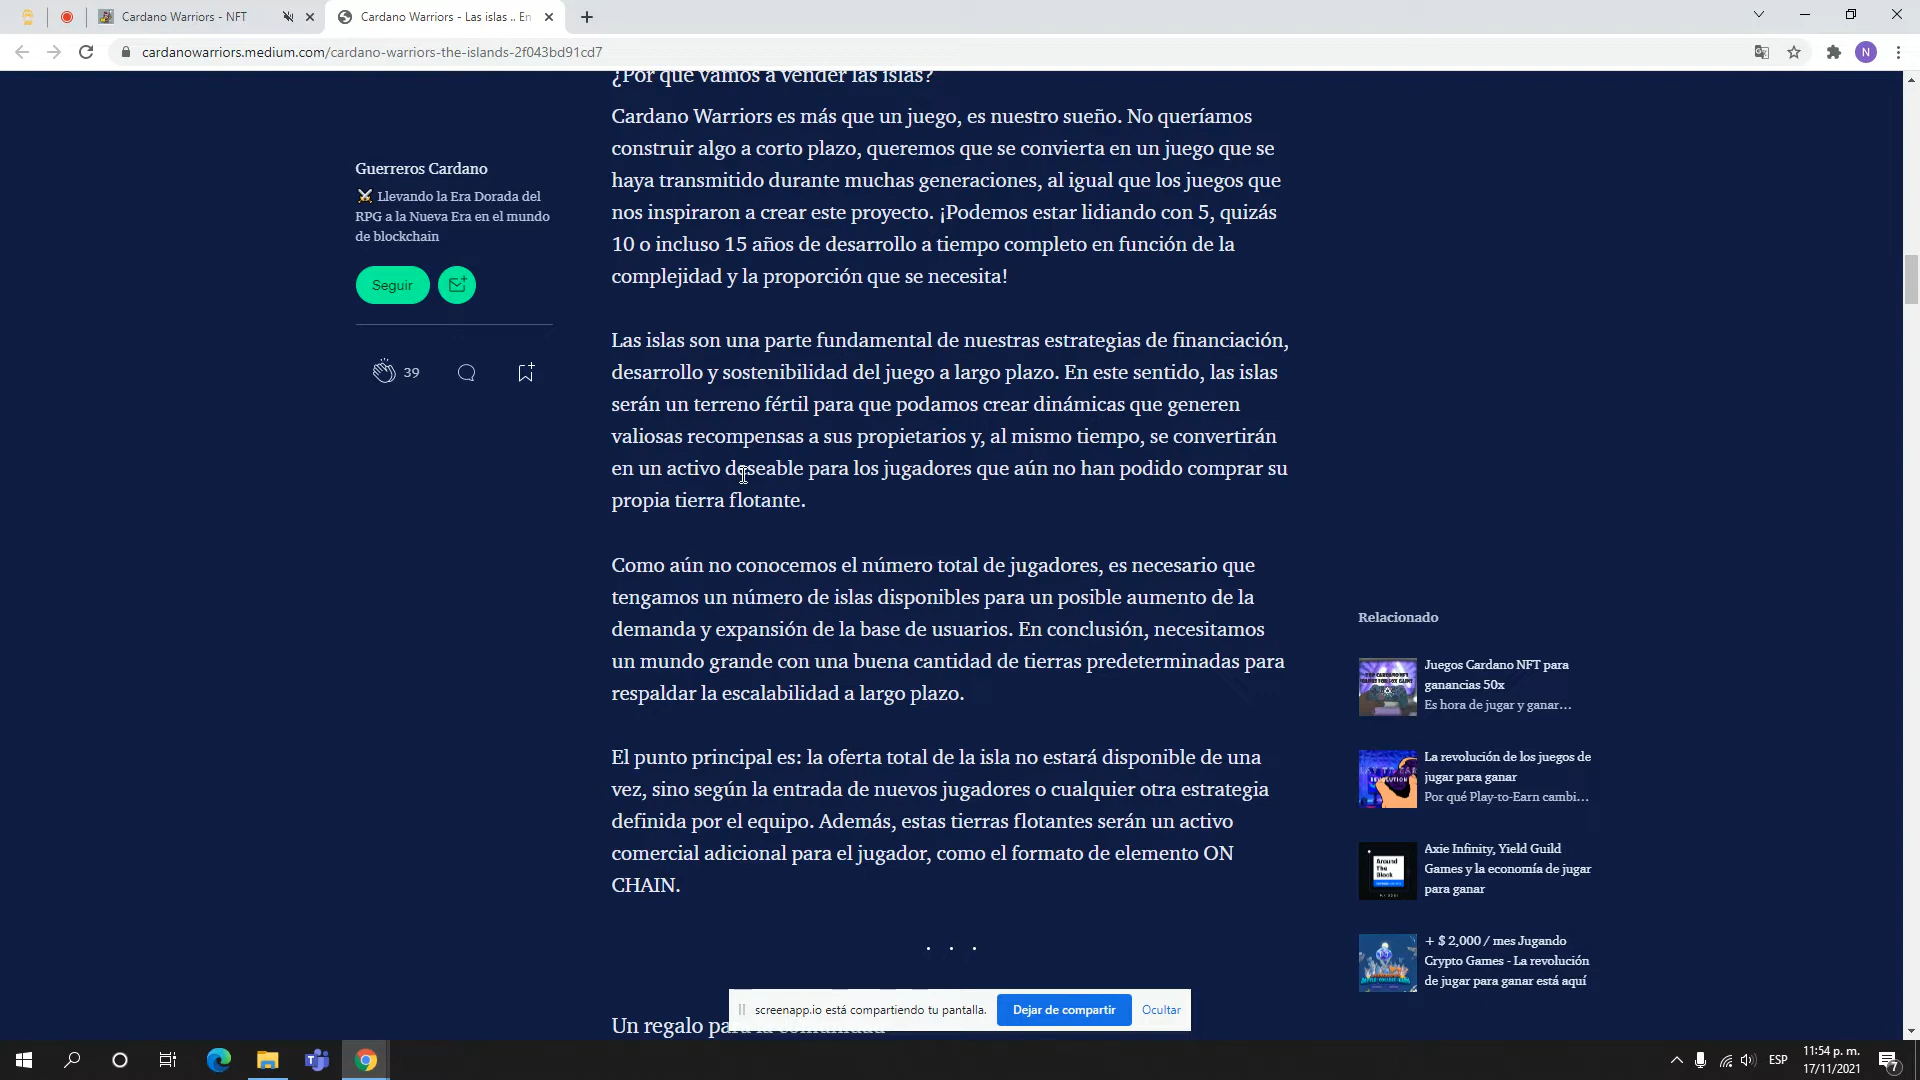 Cardano Warriors - NFT
Cardano Warriors - Las islas .. En
cardanowarriors.medium.com/cardano-warriors-the-islands-2f043bd91cd7
N
¿Por qué vamos a vender las islas?
Cardano Warriors es más que un juego, es nuestro sueño. No queríamos
construir algo a corto plazo, queremos que se convierta en un juego que se
haya transmitido durante muchas generaciones, al igual que los juegos que
nos inspiraron a crear este proyecto. ¡Podemos estar lidiando con 5, quizás
10 o incluso 15 años de desarrollo a tiempo completo en función de la
complejidad y la proporción que se necesita!
Guerreros Cardano
Llevando la Era Dorada del
RPG a la Nueva Era en el mundo
de blockchain
Seguir
39
Las islas son una parte fundamental de nuestras estrategias de financiación,
desarrollo y sostenibilidad del juego a largo plazo. En este sentido, las islas
serán un terreno fértil para que podamos crear dinámicas que generen
valiosas recompensas a sus propietarios y, al mismo tiempo, se convertirán
en un activo deseable para los jugadores que aún no han podido comprar su
propia tierra flotante.
Como aún no conocemos el número total de jugadores, es necesario que
tengamos un número de islas disponibles para un posible aumento de la
demanda y expansión de la base de usuarios. En conclusión, necesitamos
un mundo grande con una buena cantidad de tierras predeterminadas para
respaldar la escalabilidad a largo plazo.
El punto principal es: la oferta total de la isla no estará disponible de una
vez, sino según la entrada de nuevos jugadores o cualquier otra estrategia
definida por el equipo. Además, estas tierras flotantes serán un activo
comercial adicional para el jugador, como el formato de elemento ON
CHAIN.
. . .
Un regalo para la comunidad
Relacionado
Juegos Cardano NFT para
ganancias 50x
Es hora de jugar y ganar…
La revolución de los juegos de
jugar para ganar
Por qué Play-to-Earn cambi…
Around
The
Block
Axie Infinity, Yield Guild
Games y la economía de jugar
para ganar
+ $ 2,000 / mes Jugando
Crypto Games - La revolución
de jugar para ganar está aquí
screenapp.io está compartiendo tu pantalla.
Dejar de compartir
Ocultar
ESP
11:54 p. m.
17/11/2021
7